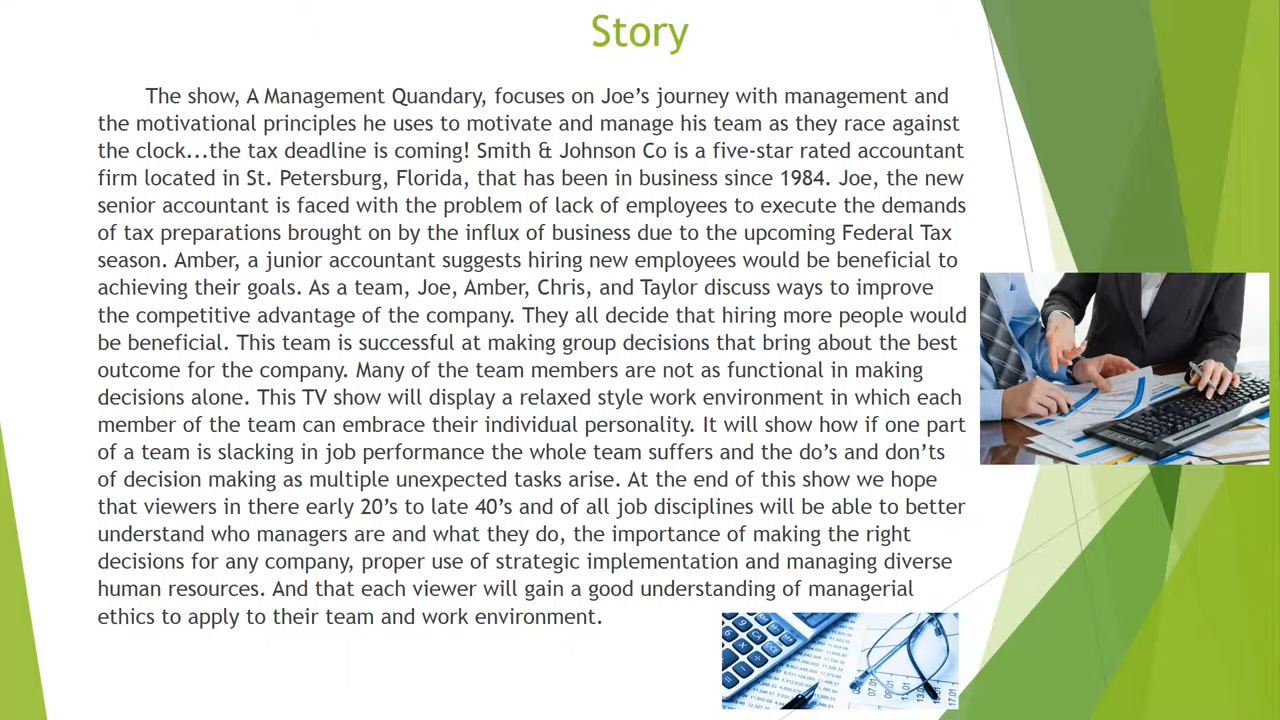 Story
The show, A Management Quandary, focuses on Joe’s journey with management and
the motivational principles he uses to motivate and manage his team as they race against
the clock...the tax deadline is coming! Smith & Johnson Co is a five-star rated accountant
firm located in St. Petersburg, Florida, that has been in business since 1984. Joe, the new
senior accountant is faced with the problem of lack of employees to execute the demands
of tax preparations brought on by the influx of business due to the upcoming Federal Tax
season. Amber, a junior accountant suggests hiring new employees would be beneficial to
achieving their goals. As a team, Joe, Amber, Chris, and Taylor discuss ways to improve
the competitive advantage of the company. They all decide that hiring more people would
be beneficial. This team is successful at making group decisions that bring about the best
outcome for the company. Many of the team members are not as functional in making
decisions alone. This TV show will display a relaxed style work environment in which each
member of the team can embrace their individual personality. It will show how if one part
of a team is slacking in job performance the whole team suffers and the do’s and don’ts
of decision making as multiple unexpected tasks arise. At the end of this show we hope
that viewers in there early 20’s to late 40’s and of all job disciplines will be able to better
understand who managers are and what they do, the importance of making the right
decisions for any company, proper use of strategic implementation and managing diverse
human resources. And that each viewer will gain a good understanding of managerial
ethics to apply to their team and work environment.